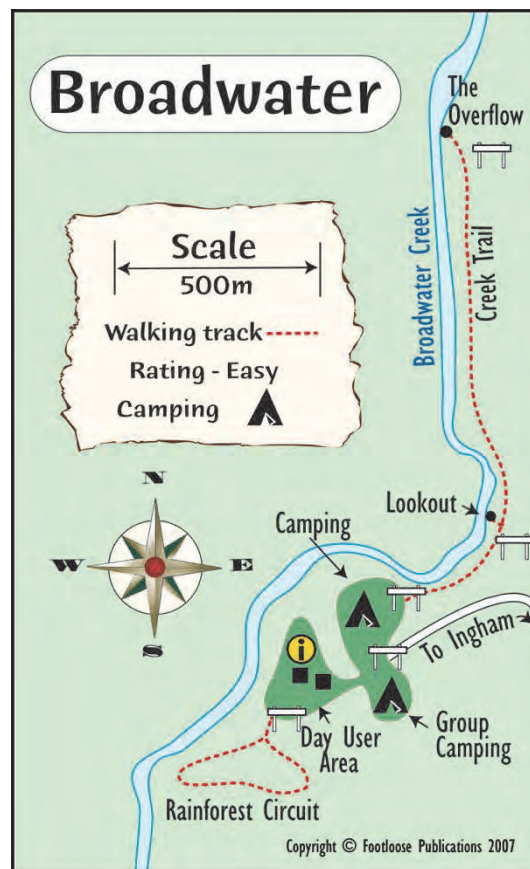 Broadwater
The
Overflow
Scale
500m
Walking track
Rating - Easy
Camping
Broadwater Creek
Creek Trail
N
W
E
S
Lookout
Camping
To Ingham
i
Day User
Area
Group
Camping
Rainforest Circuit
Copyright © Footloose Publications 2007